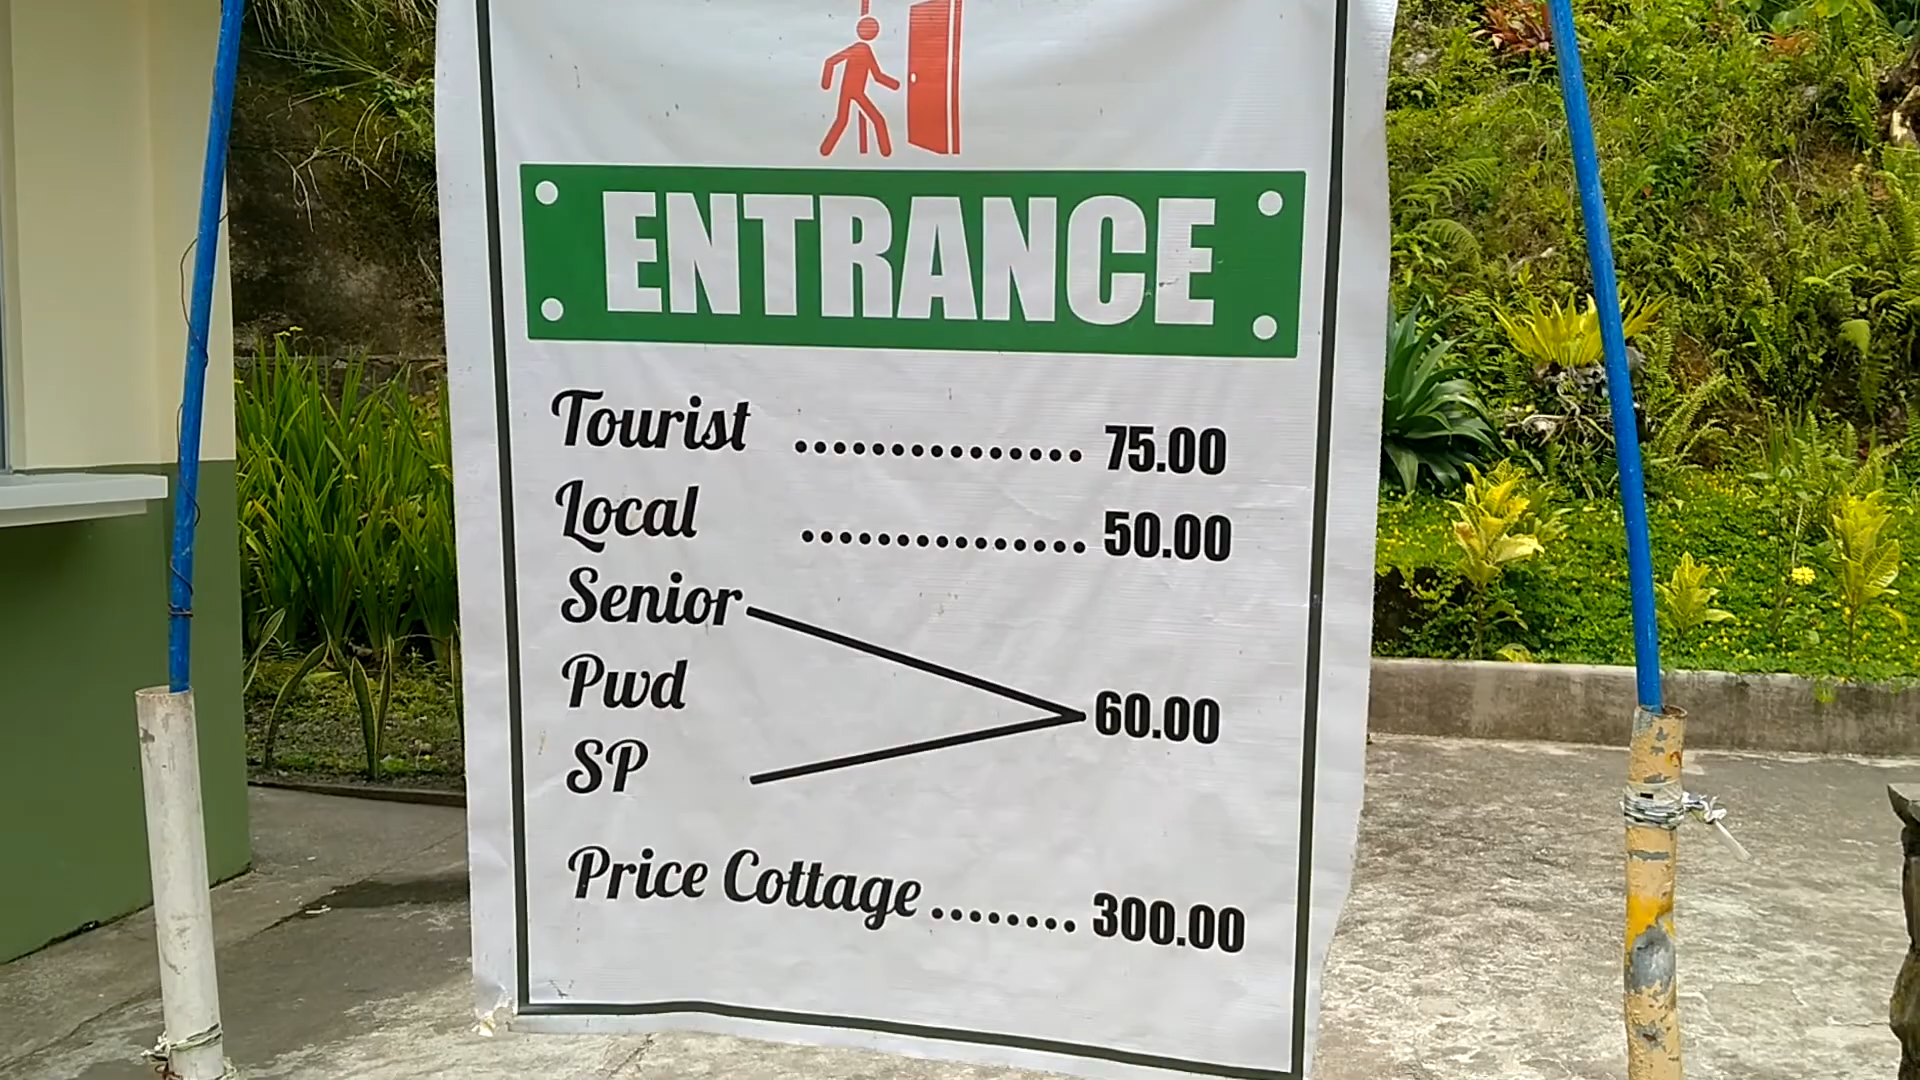 ENTRANCE
Tourist .............. 75.00
Local .............. 50.00
Senior
Pwd 60.00
SP
Price Cottage ........ 300.00